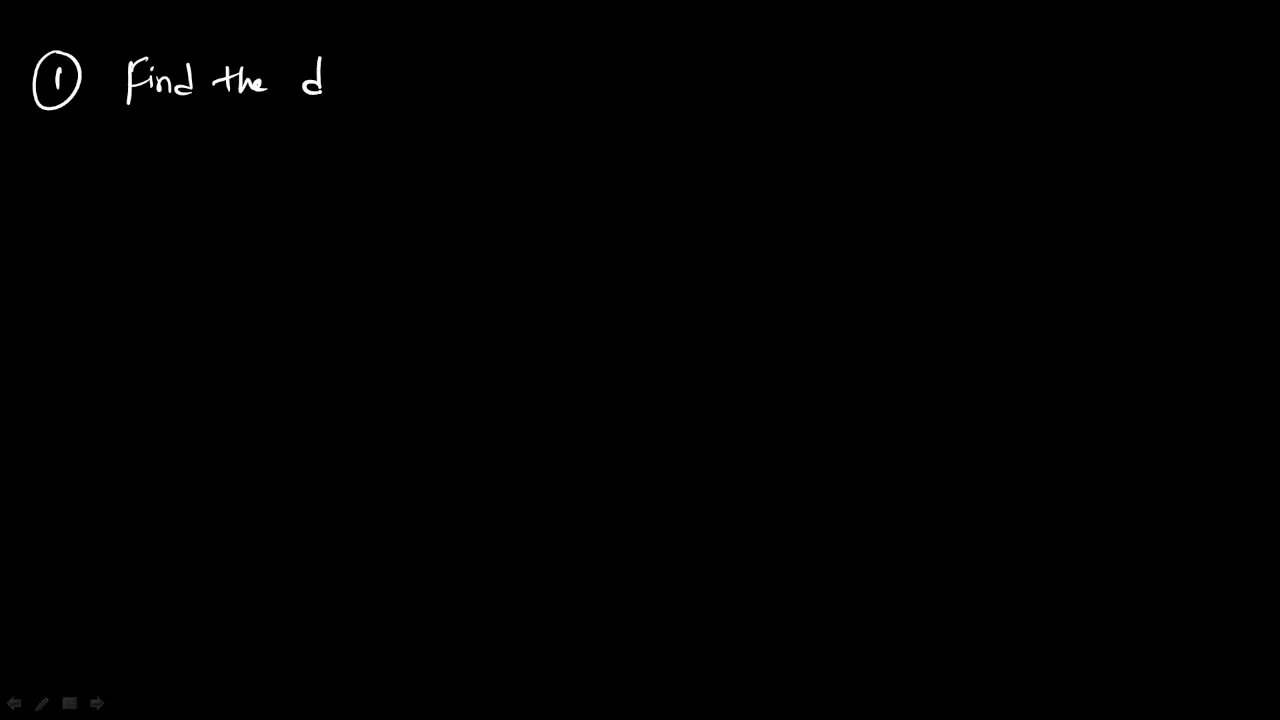 ① Find the d